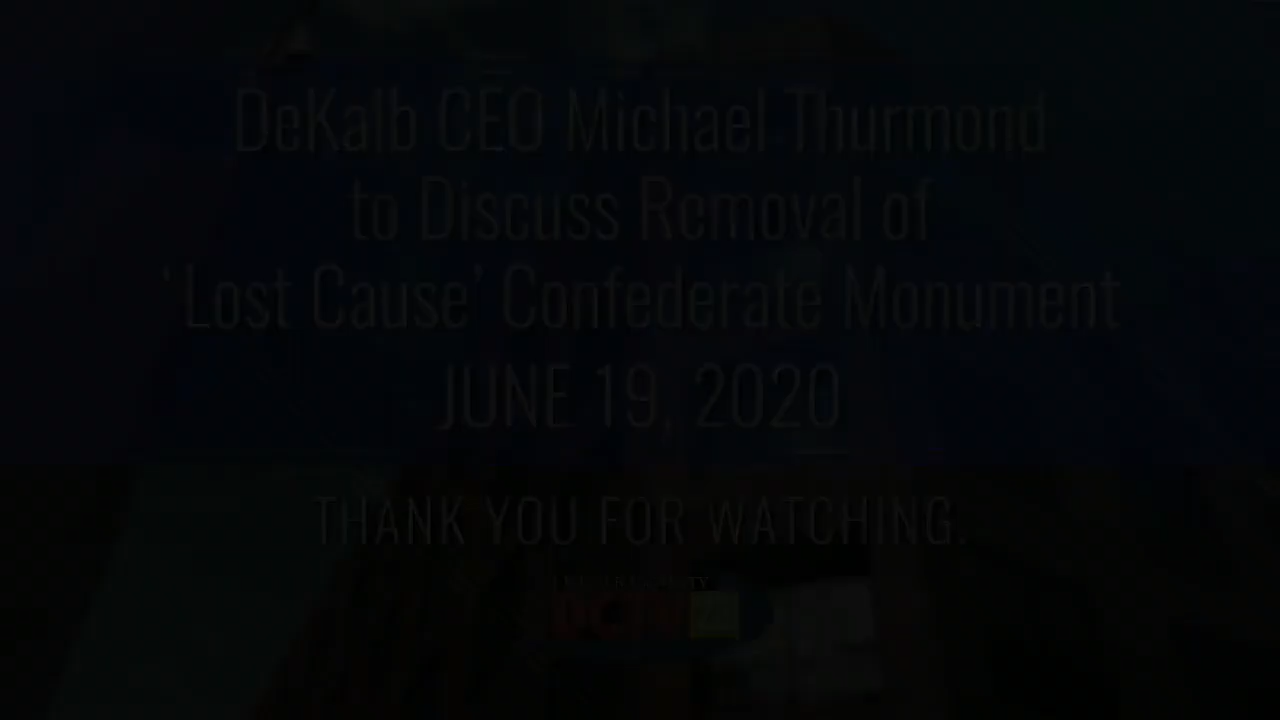 DeKalb CEO Michael Thurmond
to Discuss Removal of
‘Lost Cause’ Confederate Monument
JUNE 19, 2020
THANK YOU FOR WATCHING.